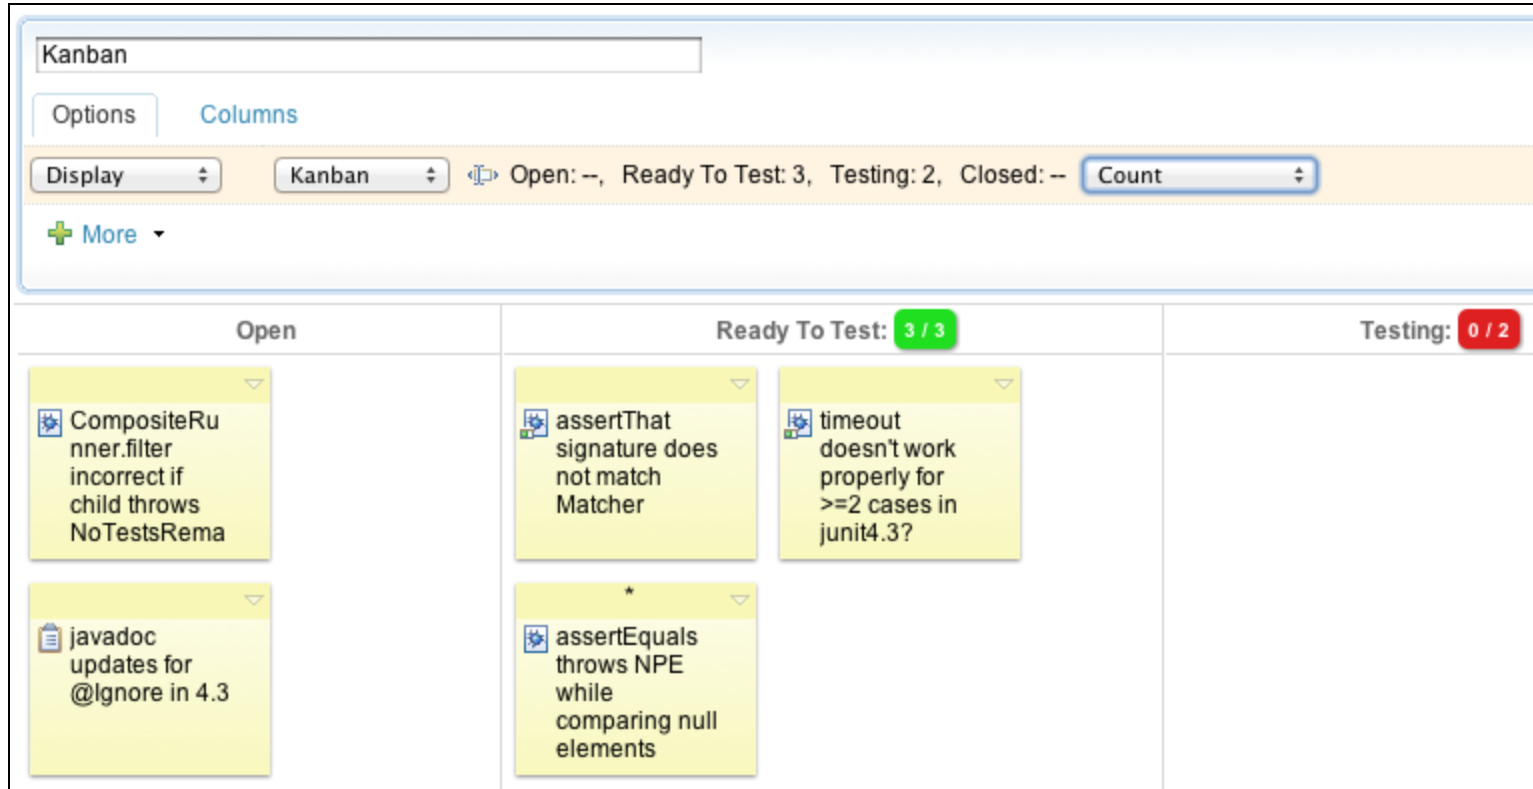 Kanban
Options Columns
Display Kanban Open: --, Ready To Test: 3, Testing: 2, Closed: -- Count
More
Open Ready To Test: 3 / 3 Testing: 0 / 2
CompositeRu
nner.filter
incorrect if
child throws
NoTestsRema
assertThat
signature does
not match
Matcher
timeout
doesn't work
properly for
>=2 cases in
junit4.3?
javadoc
updates for
@Ignore in 4.3
*
assertEquals
throws NPE
while
comparing null
elements